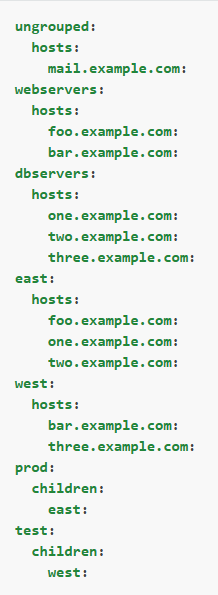 ungrouped:
  hosts:
    mail.example.com:
webservers:
  hosts:
    foo.example.com:
    bar.example.com:
dbservers:
  hosts:
    one.example.com:
    two.example.com:
    three.example.com:
east:
  hosts:
    foo.example.com:
    one.example.com:
    two.example.com:
west:
  hosts:
    bar.example.com:
    three.example.com:
prod:
  children:
    east:
test:
  children:
    west: